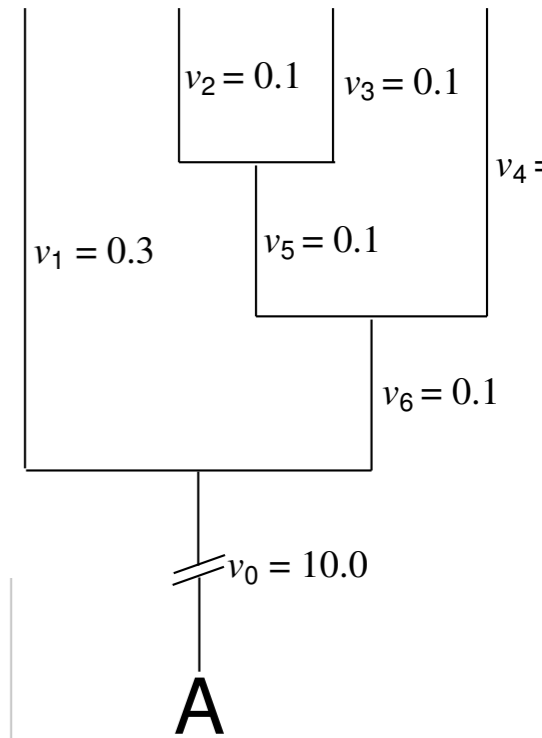 v₂ = 0.1
v₃ = 0.1
v₄ =
v₁ = 0.3
v₅ = 0.1
v₆ = 0.1
v₀ = 10.0
A